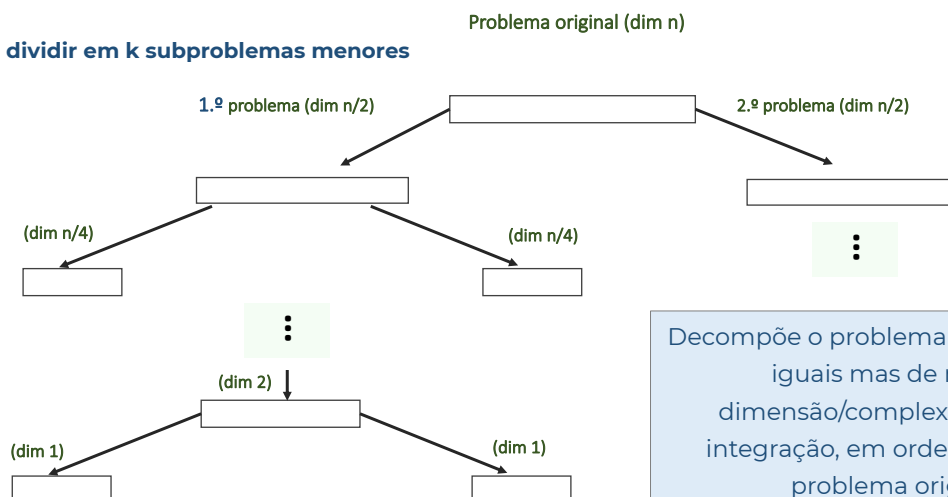 Problema original (dim n)
dividir em k subproblemas menores
1.º problema (dim n/2)
2.º problema (dim n/2)
(dim n/4)
(dim n/4)
Decompõe o problema
iguais mas de
dimensão/complex
integração, em orde
problema ori
(dim 2)
(dim 1)
(dim 1)